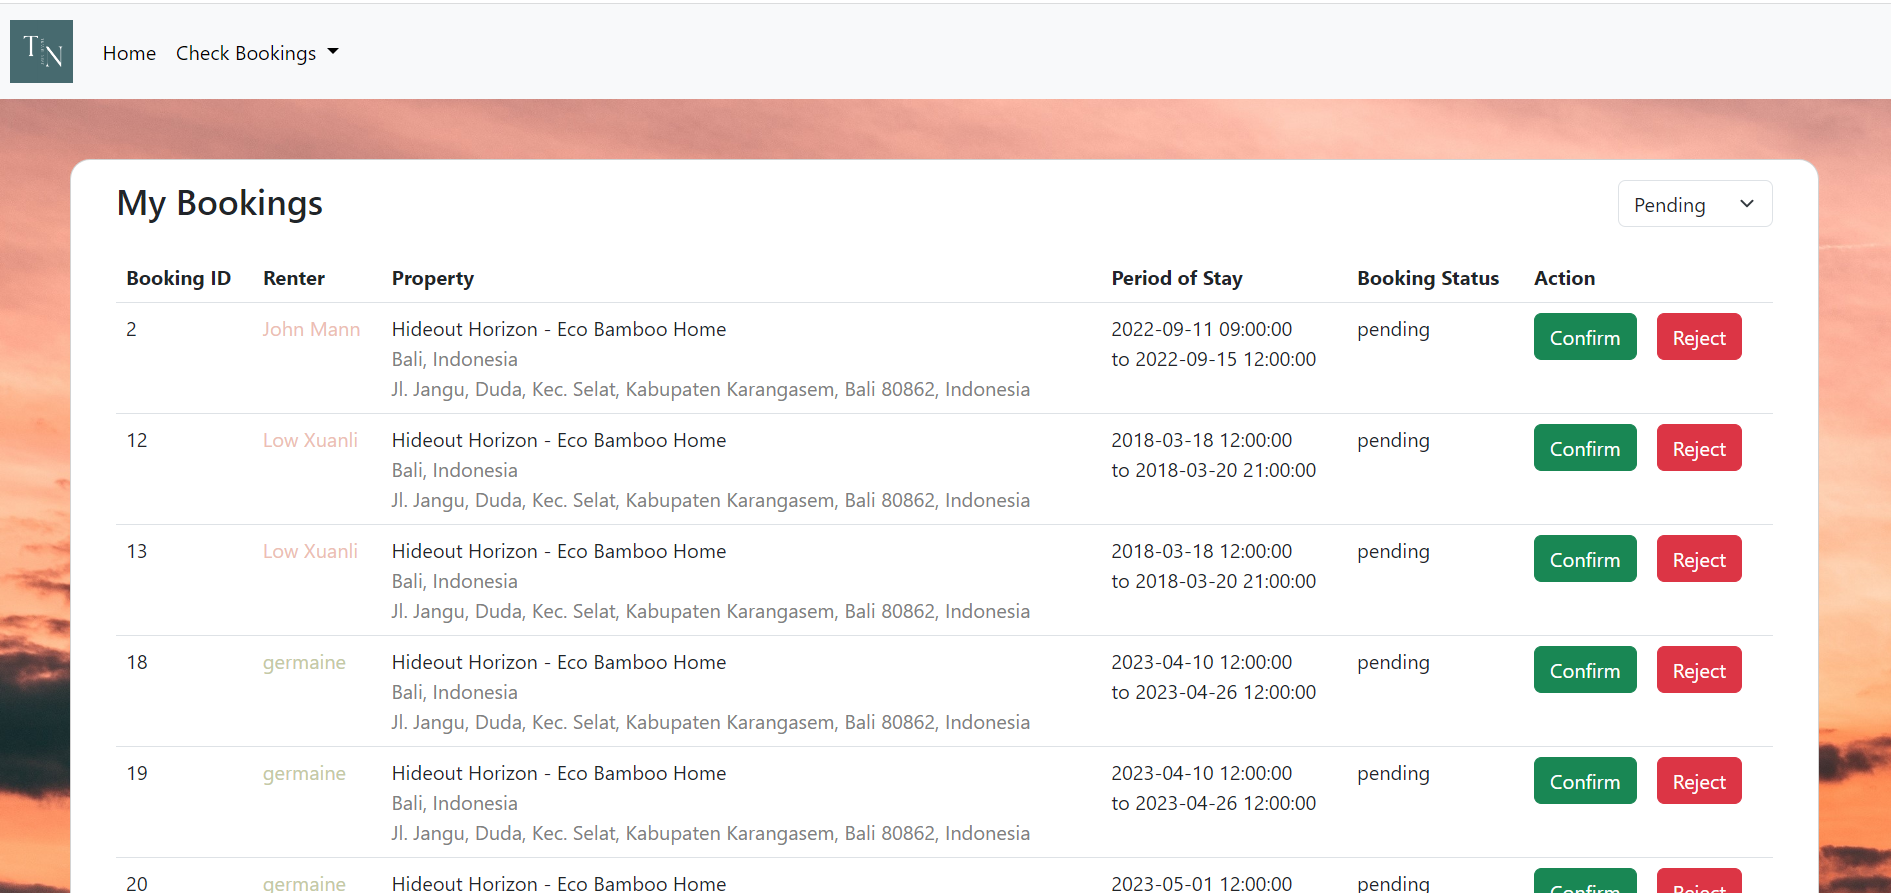 TN
Home Check Bookings
My Bookings
Pending
Booking ID Renter Property Period of Stay Booking Status Action
2 John Mann Hideout Horizon - Eco Bamboo Home 2022-09-11 09:00:00 pending Confirm Reject
Bali, Indonesia to 2022-09-15 12:00:00
Jl. Jangu, Duda, Kec. Selat, Kabupaten Karangasem, Bali 80862, Indonesia
12 Low Xuanli Hideout Horizon - Eco Bamboo Home 2018-03-18 12:00:00 pending Confirm Reject
Bali, Indonesia to 2018-03-20 21:00:00
Jl. Jangu, Duda, Kec. Selat, Kabupaten Karangasem, Bali 80862, Indonesia
13 Low Xuanli Hideout Horizon - Eco Bamboo Home 2018-03-18 12:00:00 pending Confirm Reject
Bali, Indonesia to 2018-03-20 21:00:00
Jl. Jangu, Duda, Kec. Selat, Kabupaten Karangasem, Bali 80862, Indonesia
18 germaine Hideout Horizon - Eco Bamboo Home 2023-04-10 12:00:00 pending Confirm Reject
Bali, Indonesia to 2023-04-26 12:00:00
Jl. Jangu, Duda, Kec. Selat, Kabupaten Karangasem, Bali 80862, Indonesia
19 germaine Hideout Horizon - Eco Bamboo Home 2023-04-10 12:00:00 pending Confirm Reject
Bali, Indonesia to 2023-04-26 12:00:00
Jl. Jangu, Duda, Kec. Selat, Kabupaten Karangasem, Bali 80862, Indonesia
20 germaine Hideout Horizon - Eco Bamboo Home 2023-05-01 12:00:00 pending Confirm Reject